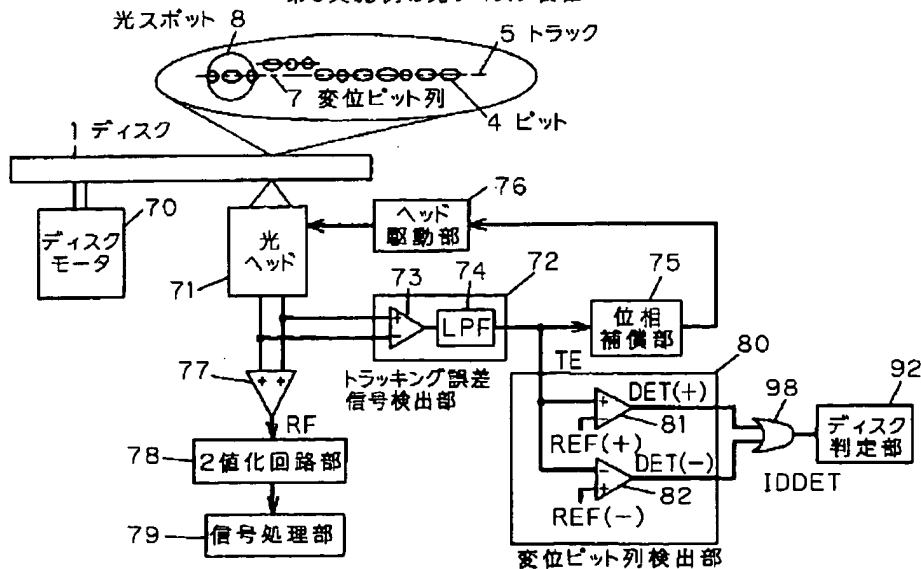 光スポット 8
5 トラック
7 変位ピット列
4 ピット
1 ディスク
70
ディスク
モータ
光
ヘッド
71
76
ヘッド
駆動部
72
73
74
LPF
75
位相
補償部
トラッキング誤差
信号検出部
TE
80
77
RF
78
2値化回路部
79
信号処理部
DET(+)
81
REF(+)
DET(-)
82
REF(-)
変位ピット列検出部
98
IDDET
92
ディスク
判定部